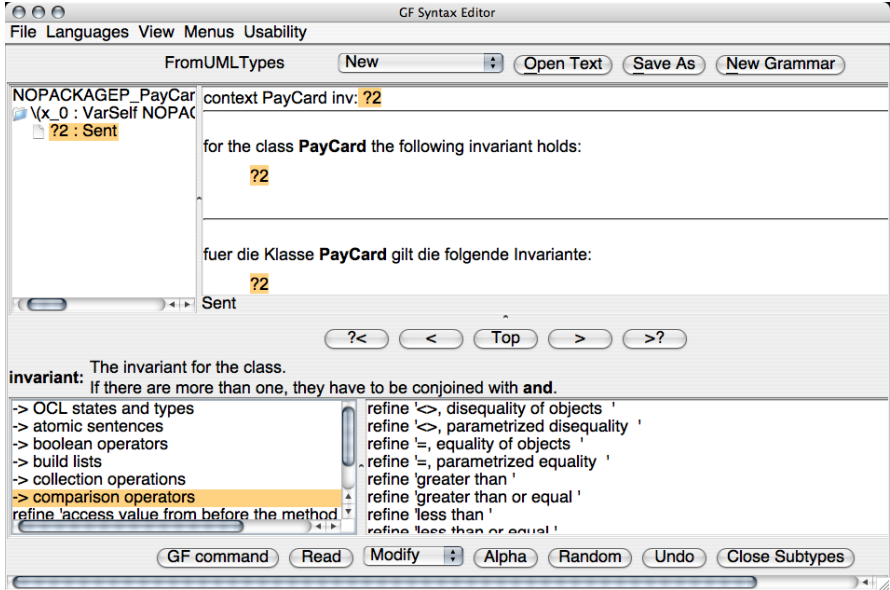 GF Syntax Editor
File Languages View Menus Usability
FromUMLTypes New Open Text Save As New Grammar
NOPACKAGEP_PayCar
\(x_0 : VarSelf NOPAC
?2 : Sent
context PayCard inv: ?2
for the class PayCard the following invariant holds:
?2
fuer die Klasse PayCard gilt die folgende Invariante:
?2
Sent
?< < Top > >?
invariant: The invariant for the class.
If there are more than one, they have to be conjoined with and.
-> OCL states and types
-> atomic sentences
-> boolean operators
-> build lists
-> collection operations
-> comparison operators
refine 'access value from before the method
refine '<>, disequality of objects '
refine '<>, parametrized disequality '
refine '=, equality of objects '
refine '=, parametrized equality '
refine 'greater than '
refine 'greater than or equal '
refine 'less than '
refine 'less than or equal '
GF command Read Modify Alpha Random Undo Close Subtypes